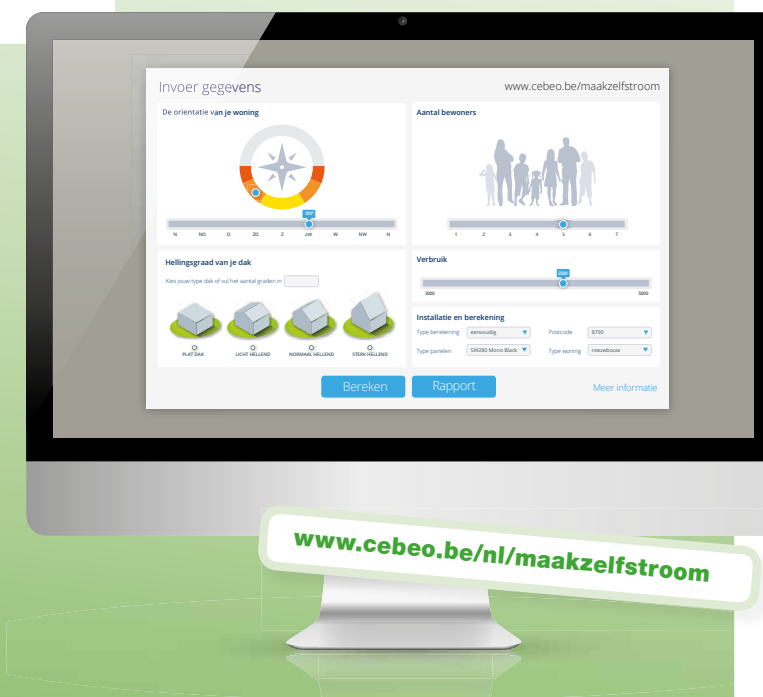 Invoer gegevens
www.cebeo.be/maakzelfstroom
De orientatie van je woning
N NO O ZO Z ZW W NW N
Aantal bewoners
1 2 3 4 5 6 7
Hellingsgraad van je dak
Kies jouw type dak of vul het aantal graden in
PLAT DAK LICHT HELLEND NORMAAL HELLEND STERK HELLEND
Verbruik
5000
Installatie en berekening
Type berekening eenvoudig Postcode 8790
Type panelen SW280 Mono Black Type woning nieuwbouw
Bereken Rapport Meer informatie
www.cebeo.be/nl/maakzelfstroom